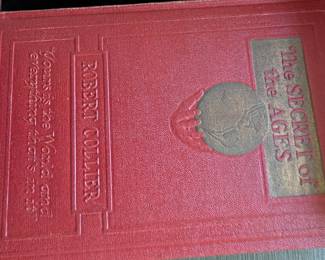 The SECRET of
the AGES
ROBERT COLLIER
Yours is the World and
everything that's in it